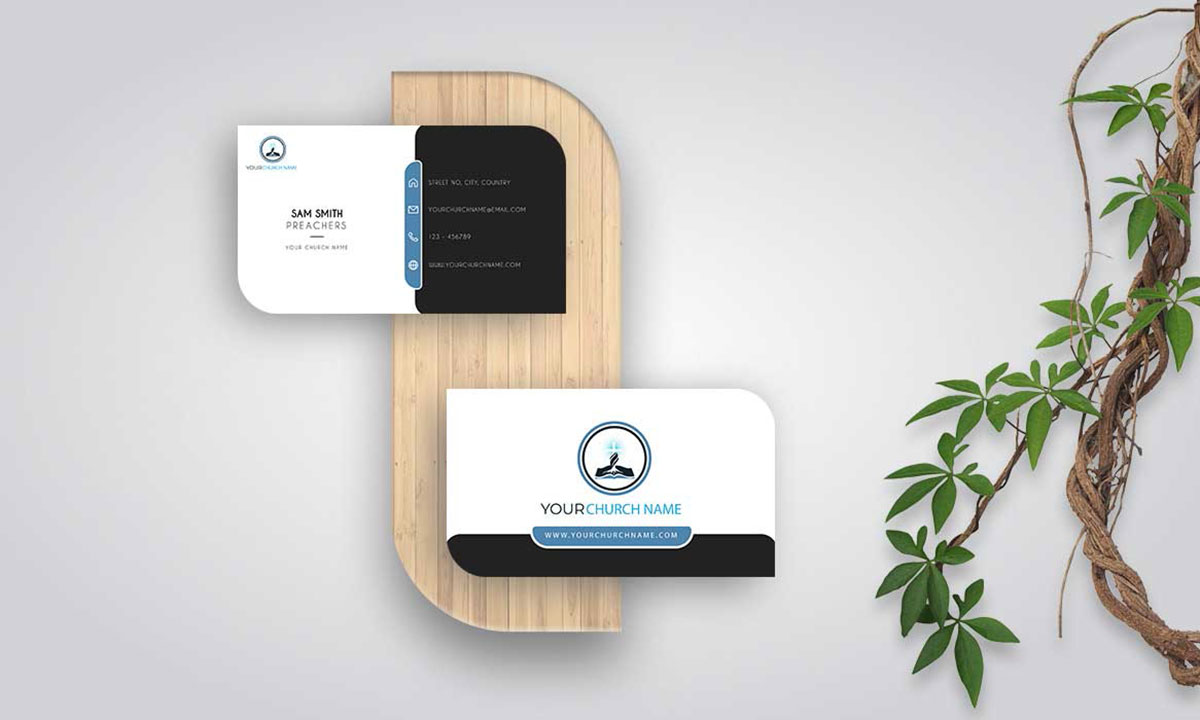 YOURCHURCH NAME
SAM SMITH
PREACHERS
YOUR CHURCH NAME
STREET NO, CITY, COUNTRY
YOURCHURCHNAME@EMAIL.COM
123 - 456789
WWW.YOURCHURCHNAME.COM
YOURCHURCH NAME
WWW.YOURCHURCHNAME.COM